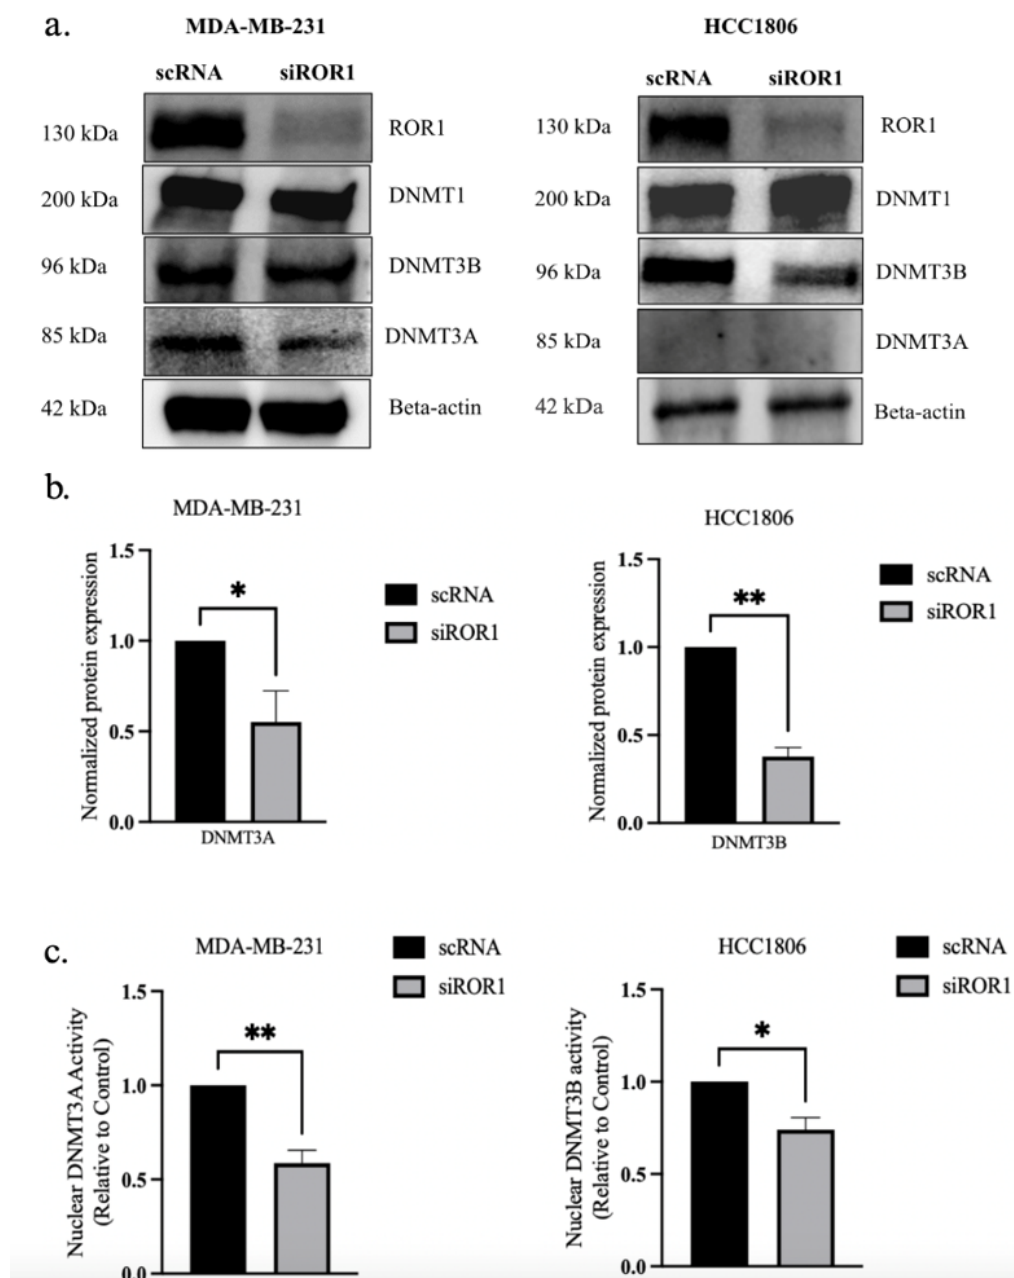 a.
MDA-MB-231
scRNA siROR1
130 kDa ROR1
200 kDa DNMT1
96 kDa DNMT3B
85 kDa DNMT3A
42 kDa Beta-actin
HCC1806
scRNA siROR1
130 kDa ROR1
200 kDa DNMT1
96 kDa DNMT3B
85 kDa DNMT3A
42 kDa Beta-actin
b.
MDA-MB-231
Normalized protein expression
1.5
1.0
0.5
0.0
*
DNMT3A
scRNA
siROR1
HCC1806
Normalized protein expression
1.5
1.0
0.5
0.0
**
DNMT3B
scRNA
siROR1
c.
MDA-MB-231
Nuclear DNMT3A Activity
(Relative to Control)
1.5
1.0
0.5
0.0
**
scRNA
siROR1
HCC1806
Nuclear DNMT3B activity
(Relative to Control)
1.5
1.0
0.5
0.0
*
scRNA
siROR1